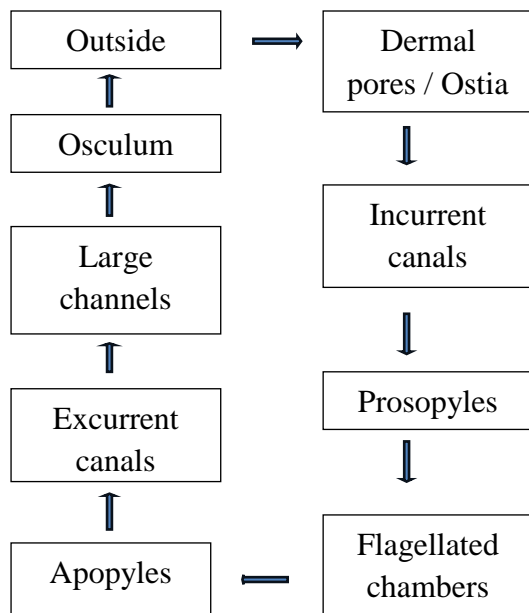 Outside
Dermal
pores / Ostia
Incurrent
canals
Prosopyles
Flagellated
chambers
Apopyles
Excurrent
canals
Large
channels
Osculum